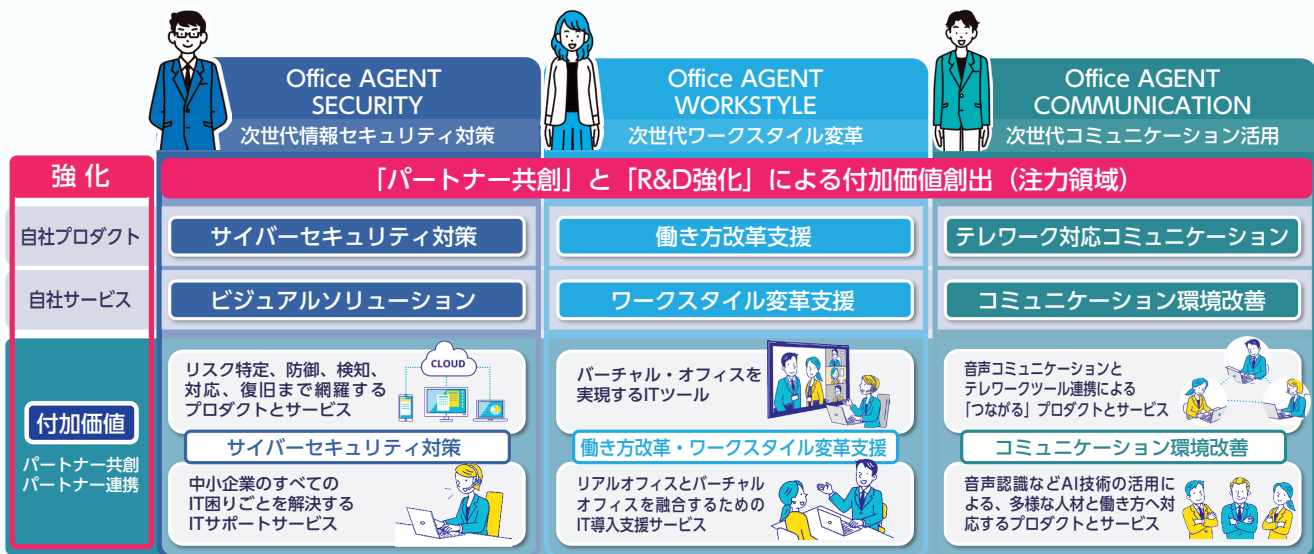 Office AGENT
SECURITY
次世代情報セキュリティ対策
Office AGENT
WORKSTYLE
次世代ワークスタイル変革
Office AGENT
COMMUNICATION
次世代コミュニケーション活用
強 化
「パートナー共創」と「R&D強化」による付加価値創出（注力領域）
自社プロダクト
サイバーセキュリティ対策
働き方改革支援
テレワーク対応コミュニケーション
自社サービス
ビジュアルソリューション
ワークスタイル変革支援
コミュニケーション環境改善
付加価値
パートナー共創
パートナー連携
リスク特定、防御、検知、
対応、復旧まで網羅する
プロダクトとサービス
CLOUD
サイバーセキュリティ対策
中小企業のすべての
IT困りごとを解決する
ITサポートサービス
バーチャル・オフィスを
実現するITツール
働き方改革・ワークスタイル変革支援
リアルオフィスとバーチャル
オフィスを融合するための
IT導入支援サービス
音声コミュニケーションと
テレワークツール連携による
「つながる」プロダクトとサービス
コミュニケーション環境改善
音声認識などAI技術の活用に
よる、多様な人材と働き方へ対
応するプロダクトとサービス